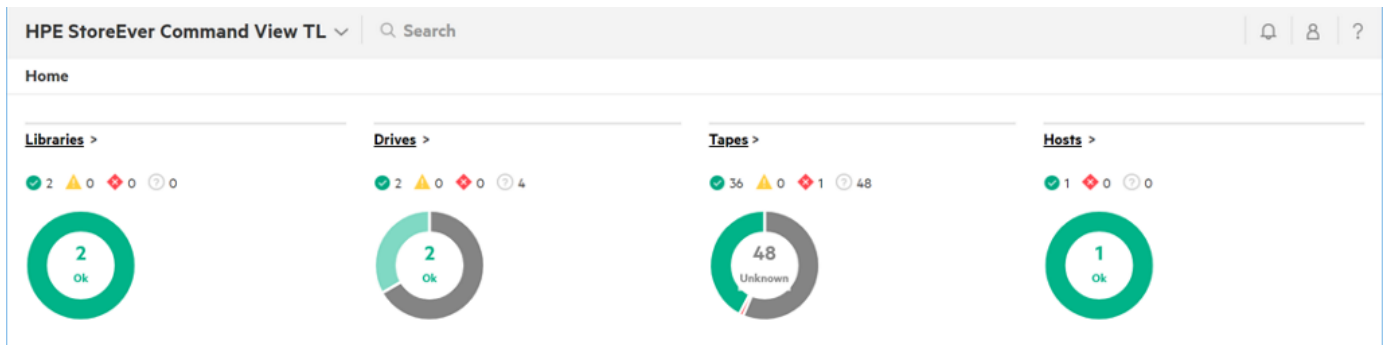 HPE StoreEver Command View TL Search ?
Home
Libraries > Drives > Tapes > Hosts >
2 0 0 ? 0 2 0 0 ? 4 36 0 1 ? 48 1 0 ? 0
2 2 48 1
Ok Ok Unknown Ok